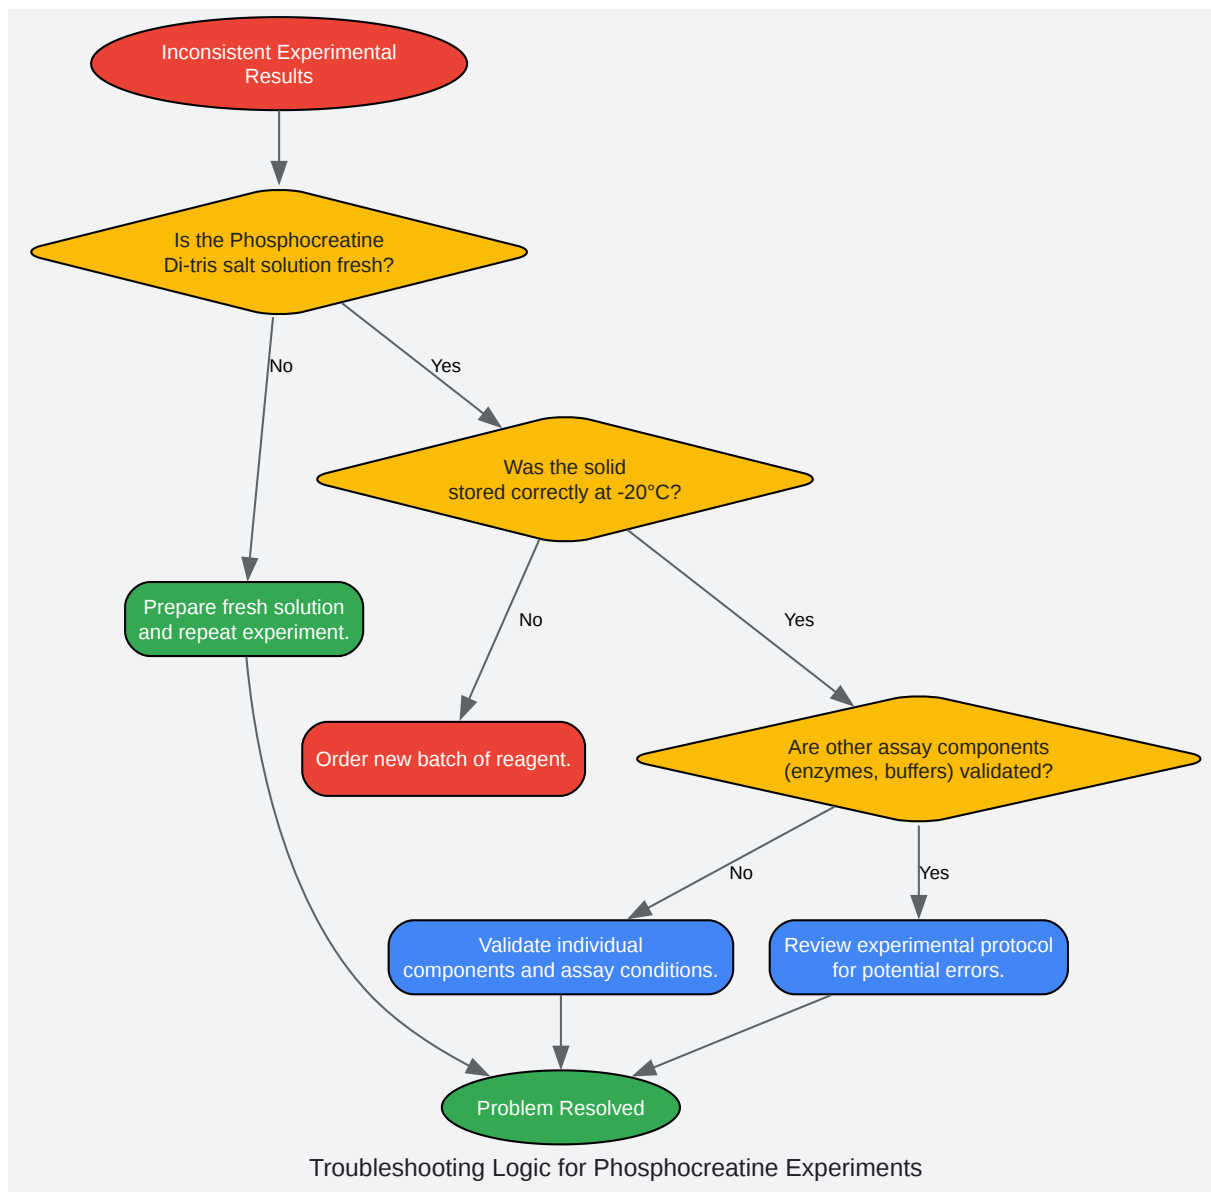 Inconsistent Experimental
Results
Is the Phosphocreatine
Di-tris salt solution fresh?
No
Yes
Was the solid
stored correctly at -20°C?
Prepare fresh solution
and repeat experiment.
No
Yes
Order new batch of reagent.
Are other assay components
(enzymes, buffers) validated?
No
Yes
Validate individual
components and assay conditions.
Review experimental protocol
for potential errors.
Problem Resolved
Troubleshooting Logic for Phosphocreatine Experiments